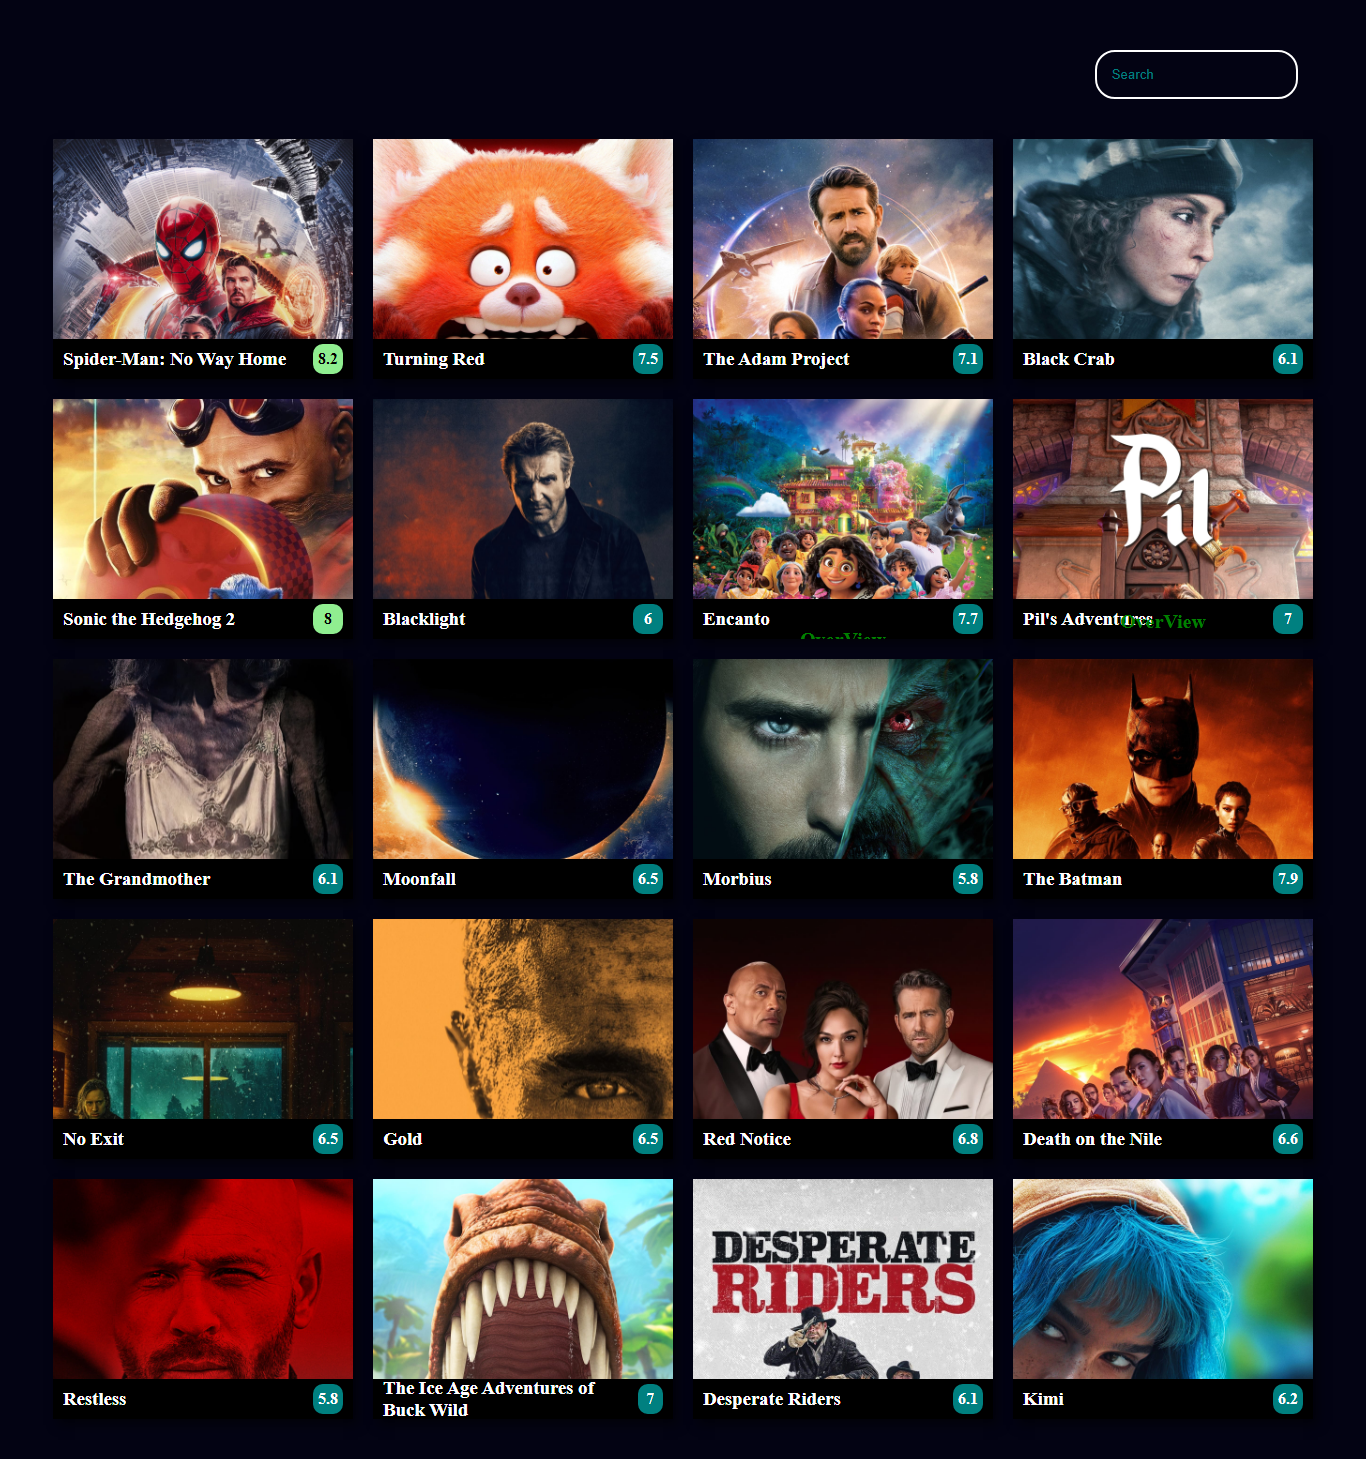 Search
Spider-Man: No Way Home 8.2
Turning Red 7.5
The Adam Project 7.1
Black Crab 6.1
Pil
Sonic the Hedgehog 2 8
Blacklight 6
Encanto 7.7
OverView
Pil's Adventures 7
OverView
The Grandmother 6.1
Moonfall 6.5
Morbius 5.8
The Batman 7.9
No Exit 6.5
Gold 6.5
Red Notice 6.8
Death on the Nile 6.6
DESPERATE
RIDERS
Restless 5.8
The Ice Age Adventures of
Buck Wild 7
Desperate Riders 6.1
Kimi 6.2